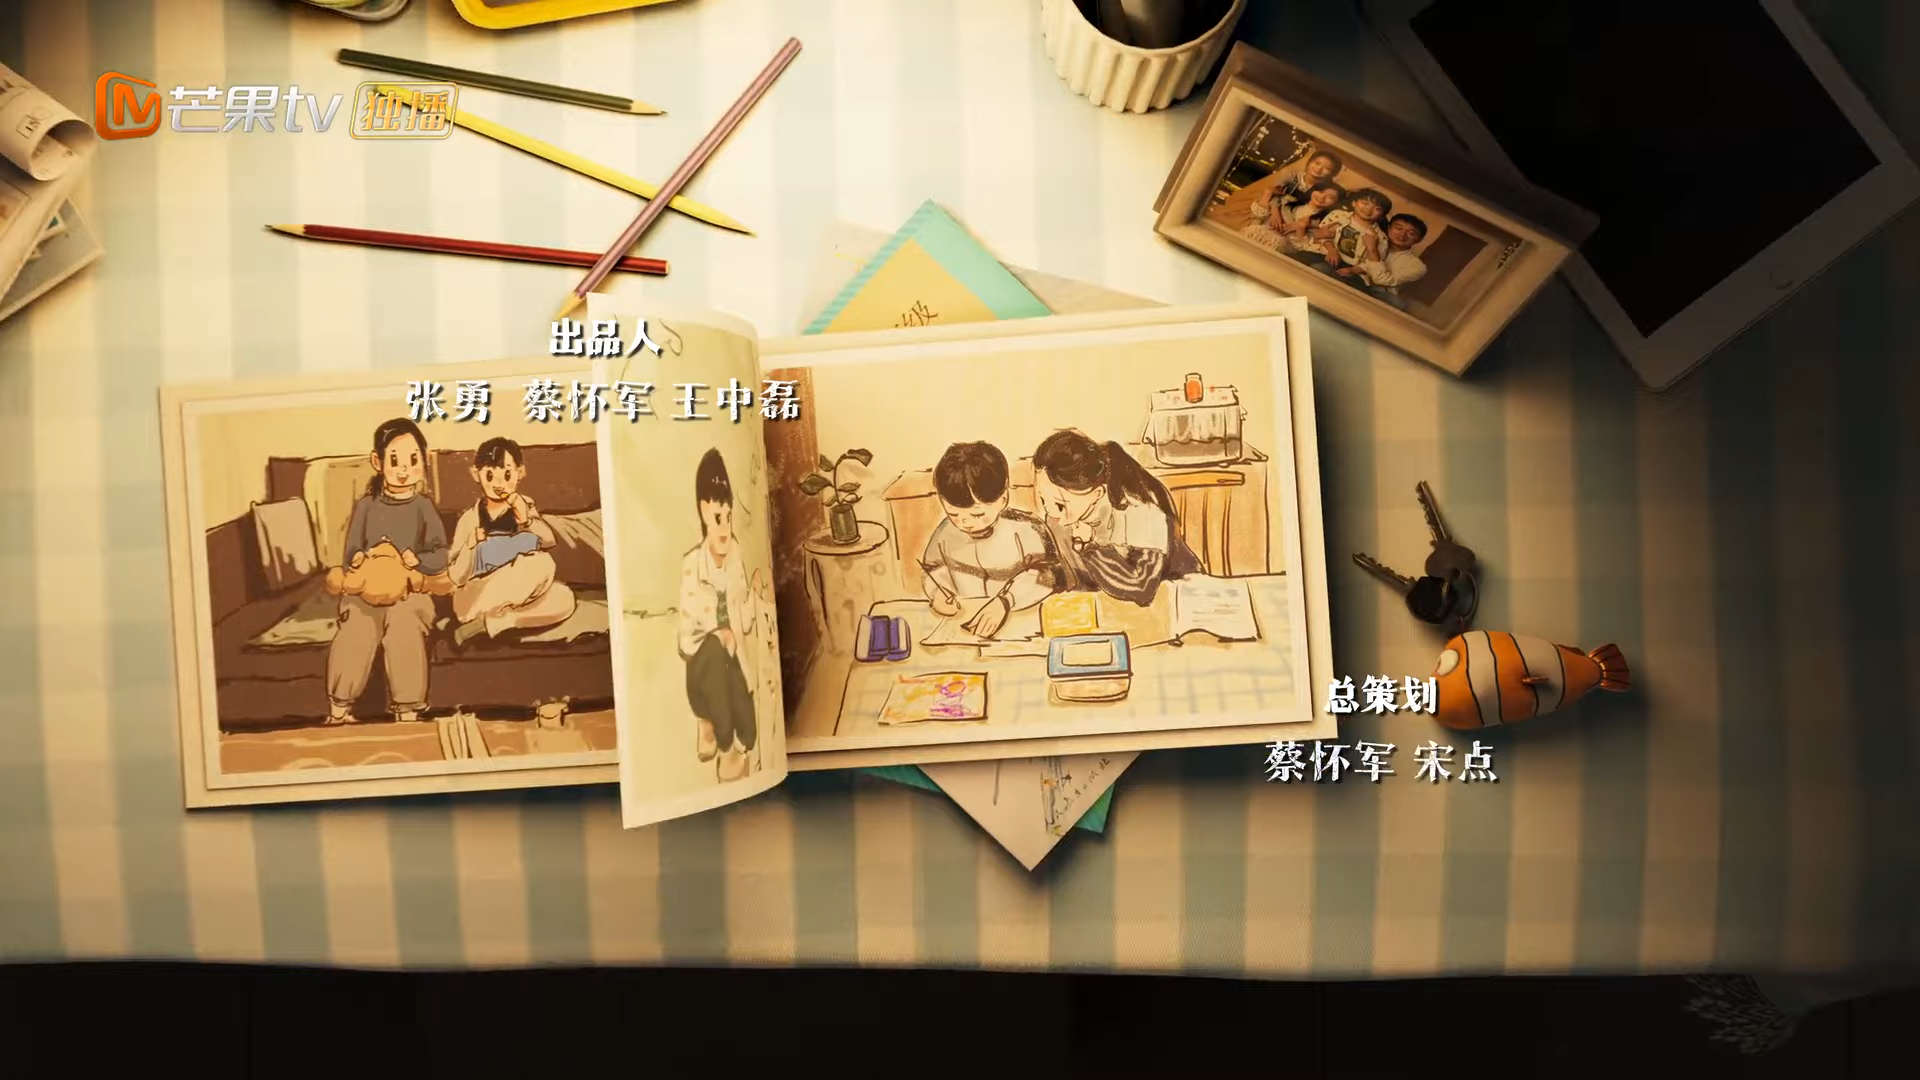 芒果tv 独播
级
出品人
张勇 蔡怀军 王中磊
总策划
蔡怀军 宋点